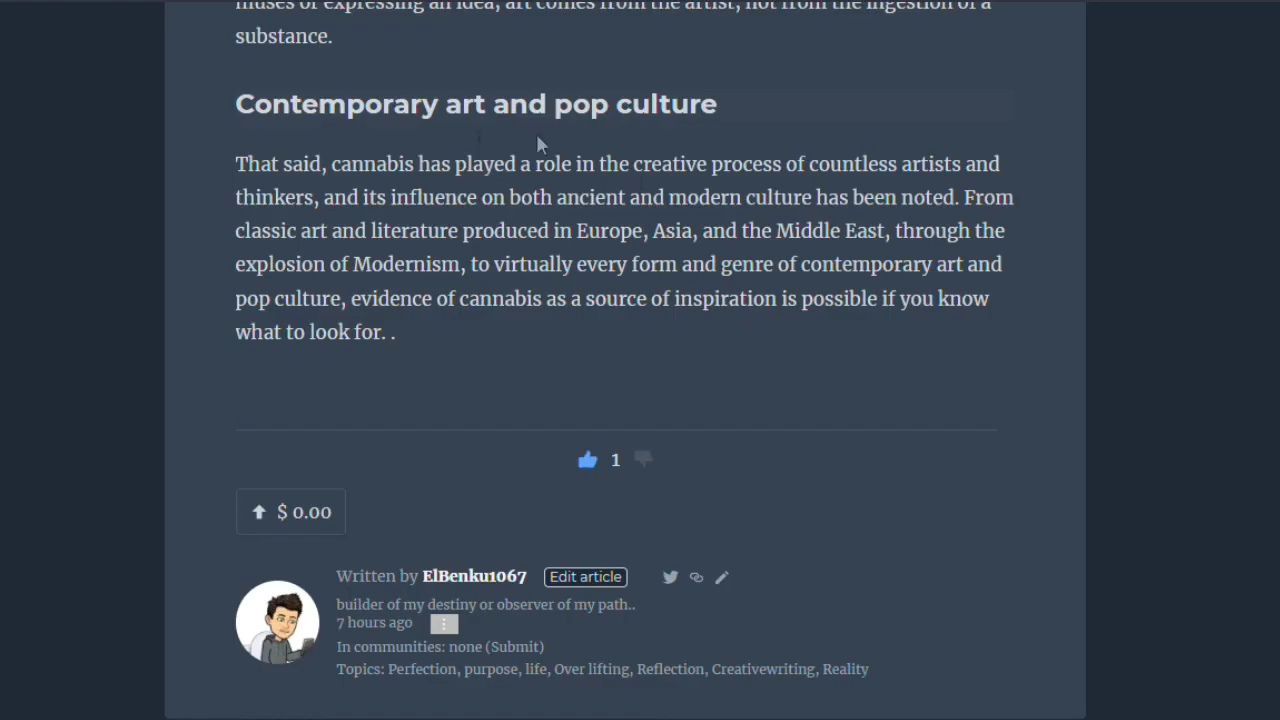 muses or expressing an idea, art comes from the artist, not from the ingestion of a
substance.
Contemporary art and pop culture
That said, cannabis has played a role in the creative process of countless artists and
thinkers, and its influence on both ancient and modern culture has been noted. From
classic art and literature produced in Europe, Asia, and the Middle East, through the
explosion of Modernism, to virtually every form and genre of contemporary art and
pop culture, evidence of cannabis as a source of inspiration is possible if you know
what to look for. .
1
$ 0.00
Written by ElBenku1067 Edit article
builder of my destiny or observer of my path..
7 hours ago
In communities: none (Submit)
Topics: Perfection, purpose, life, Over lifting, Reflection, Creativewriting, Reality